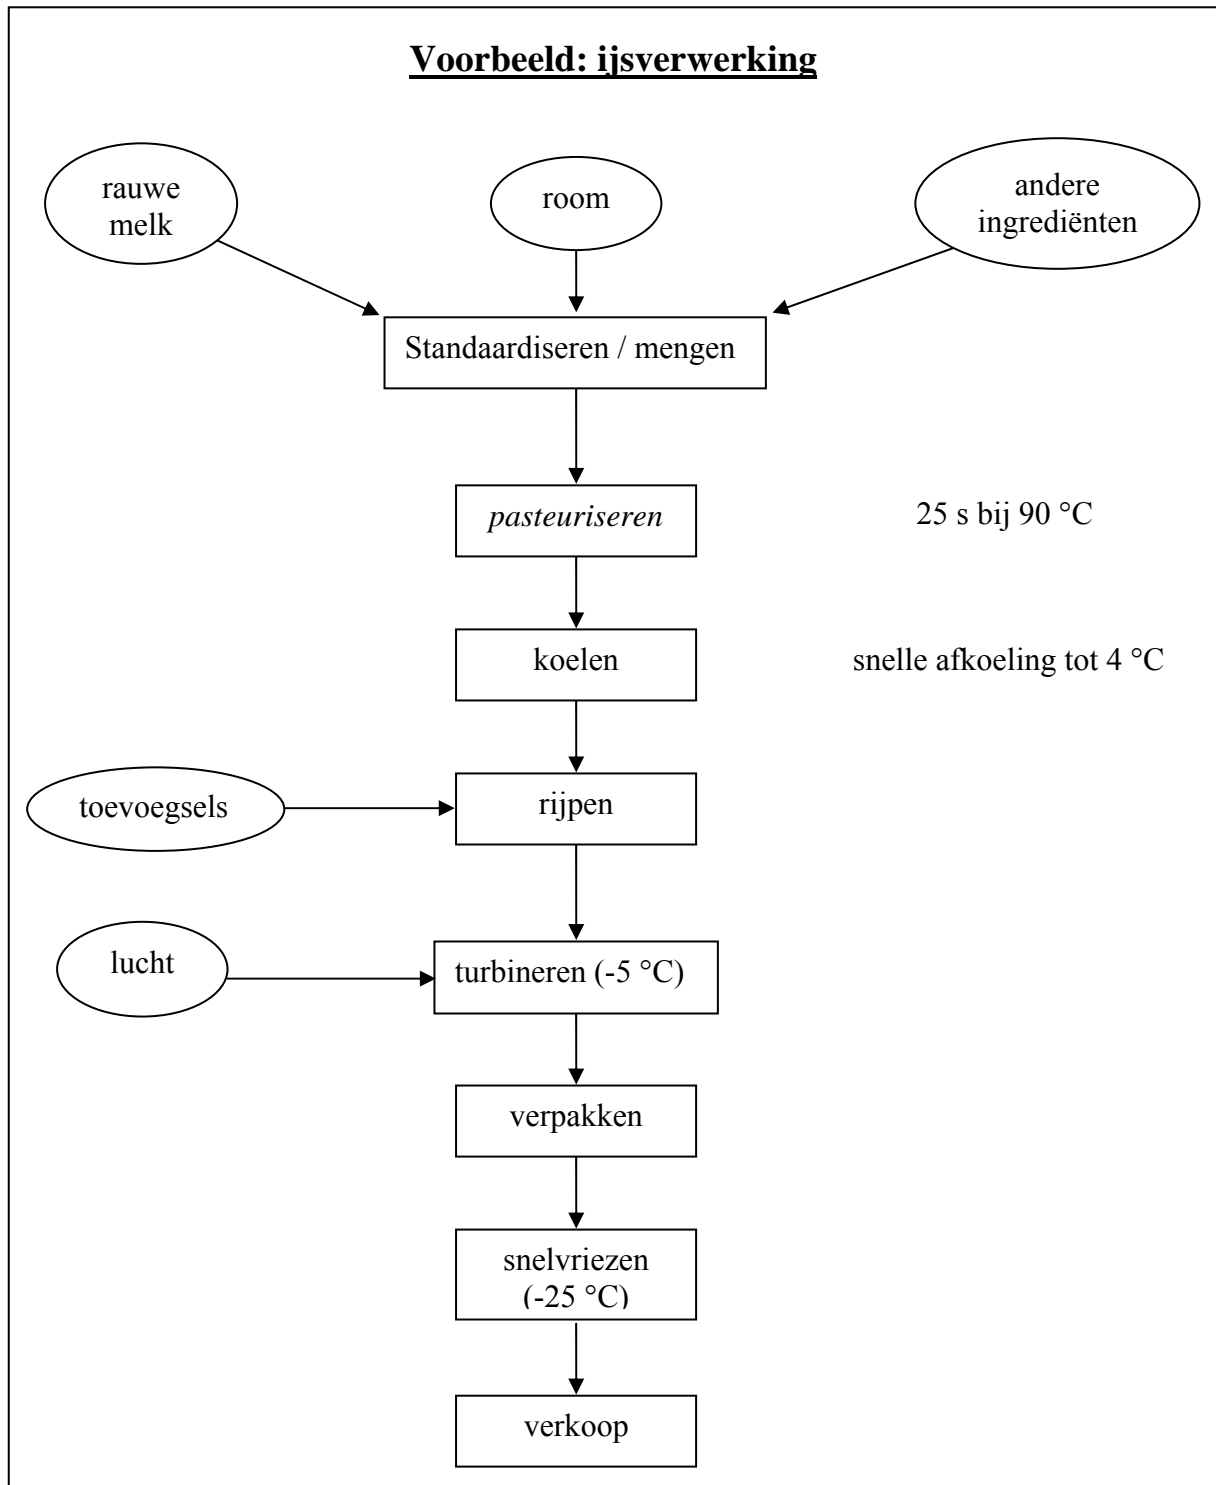 Voorbeeld: ijsverwerking
rauwe
melk
room
andere
ingrediënten
Standaardiseren / mengen
pasteuriseren
25 s bij 90 °C
koelen
snelle afkoeling tot 4 °C
toevoegsels
rijpen
lucht
turbineren (-5 °C)
verpakken
snelvriezen
(-25 °C)
verkoop